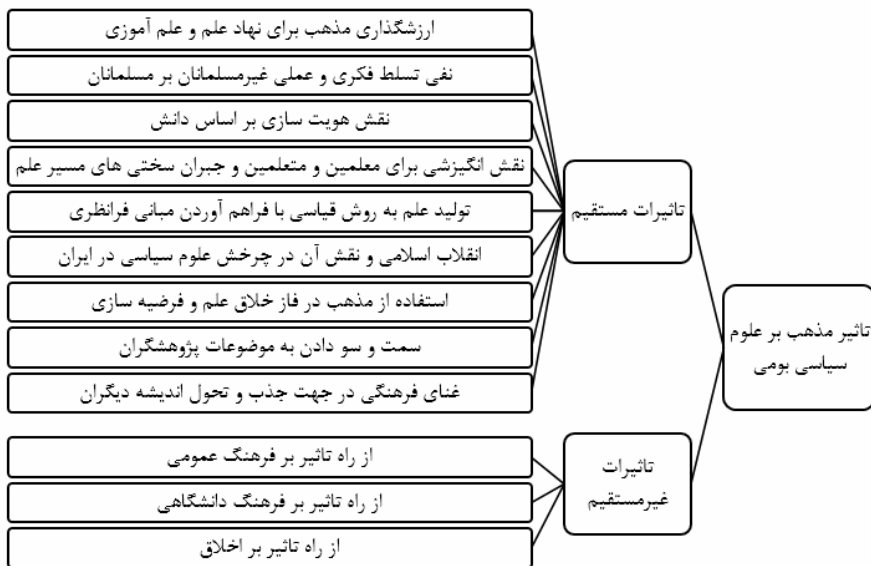 ارزشگذاری مذهب برای نهاد علم و علم آموزی
نفی تسلط فکری و عملی غیرمسلمانان بر مسلمانان
نقش هویت سازی بر اساس دانش
نقش انگیزشی برای معلمین و متعلمین و جبران سختی های مسیر علم
تولید علم به روش قیاسی با فراهم آوردن مبانی فرانظری
انقلاب اسلامی و نقش آن در چرخش علوم سیاسی در ایران
استفاده از مذهب در فاز خلاق علم و فرضیه سازی
سمت و سو دادن به موضوعات پژوهشگران
غنای فرهنگی در جهت جذب و تحول اندیشه دیگران
تاثیرات مستقیم
تاثیر مذهب بر علوم
سیاسی بومی
از راه تاثیر بر فرهنگ عمومی
از راه تاثیر بر فرهنگ دانشگاهی
از راه تاثیر بر اخلاق
تاثیرات
غیرمستقیم